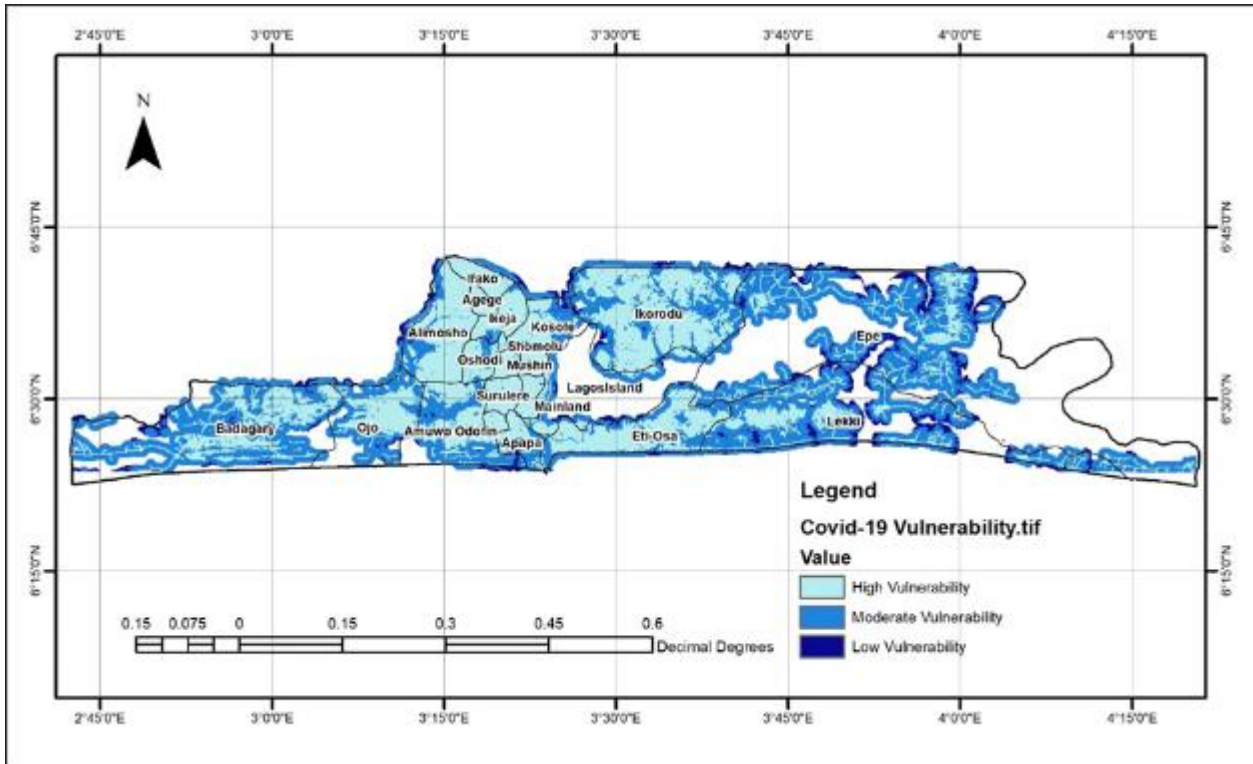 2°45'0"E 3°0'0"E 3°15'0"E 3°30'0"E 3°45'0"E 4°0'0"E 4°15'0"E
N
6°45'0"N 6°45'0"N
Ifako
Agege
Ikeja
Kosofe
Ikorodu
Alimosho
Shomolu
Epe
Oshodi
Mushin
LagosIsland
6°30'0"N 6°30'0"N
Surulere
Mainland
Badagary
Ojo
Amuwo Odofin
Lekki
Apapa
Eti-Osa
Legend
Covid-19 Vulnerability.tif
Value
6°15'0"N 6°15'0"N
High Vulnerability
Moderate Vulnerability
Low Vulnerability
0.15 0.075 0 0.15 0.3 0.45 0.6
Decimal Degrees
2°45'0"E 3°0'0"E 3°15'0"E 3°30'0"E 3°45'0"E 4°0'0"E 4°15'0"E